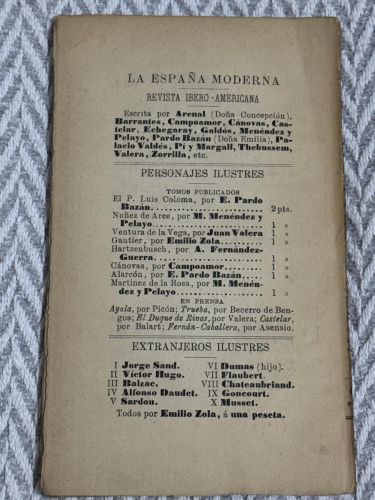 LA ESPAÑA MODERNA
REVISTA IBERO-AMERICANA
Escrita por Arenal (Doña Concepción),
Barrantes, Campoamor, Cánovas, Cas-
telar, Echegaray, Galdós, Menéndez y
Pelayo, Pardo Bazán (Doña Emilia), Pa-
lacio Valdés, Pí y Margall, Thebussem,
Valera, Zorrilla, etc.
PERSONAJES ILUSTRES
TOMOS PUBLICADOS
El P. Luis Coloma, por E. Pardo
Bazán........................ 2 pts.
Nuñez de Arce, por M. Menéndez y
Pelayo........................ 1 »
Ventura de la Vega, por Juan Valera 1 »
Gautier, por Emilio Zola............ 1 »
Hartzenbusch, por A. Fernández-
Guerra........................ 1 »
Cánovas, por Campoamor............ 1 »
Alarcón, por E. Pardo Bazán........ 1 »
Martínez de la Rosa, por M. Menén-
dez y Pelayo.................... 1 »
EN PRENSA
Ayala, por Picón; Trueba, por Becerro de Ben-
goa; El Duque de Rivas, por Valera; Castelar,
por Balart; Fernán-Caballero, por Asensio.
EXTRANJEROS ILUSTRES
I Jorge Sand. VI Dumas (hijo).
II Víctor Hugo. VII Flaubert.
III Balzac. VIII Chateaubriand.
IV Alfonso Daudet. IX Goncourt.
V Sardou. X Musset.
Todos por Emilio Zola, á una peseta.